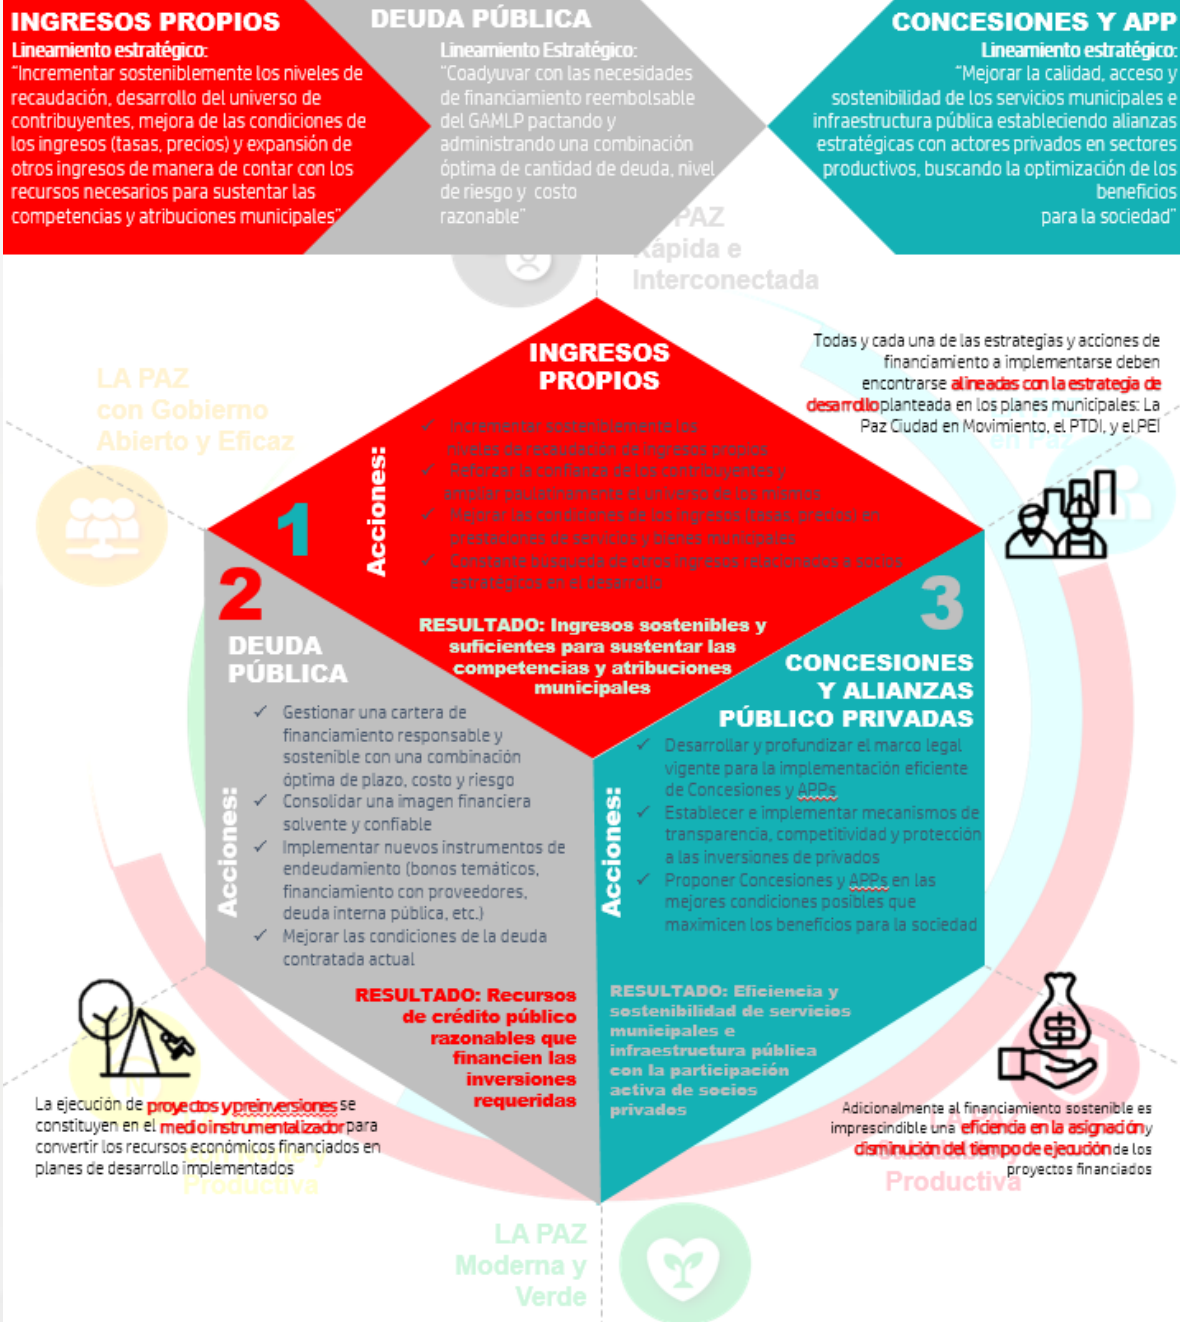 INGRESOS PROPIOS
Lineamiento estratégico:
“Incrementar sosteniblemente los niveles de
recaudación, desarrollo del universo de
contribuyentes, mejora de las condiciones de
los ingresos (tasas, precios) y expansión de
otros ingresos de manera de contar con los
recursos necesarios para sustentar las
competencias y atribuciones municipales”
DEUDA PÚBLICA
Lineamiento Estratégico:
“Coadyuvar con las necesidades
de financiamiento reembolsable
del GAMLP pactando y
administrando una combinación
óptima de cantidad de deuda, nivel
de riesgo y costo
razonable”
CONCESIONES Y APP
Lineamiento estratégico:
“Mejorar la calidad, acceso y
sostenibilidad de los servicios municipales e
infraestructura pública estableciendo alianzas
estratégicas con actores privados en sectores
productivos, buscando la optimización de los
beneficios
para la sociedad”
PAZ
Rápida e
Interconectada
LA PAZ
con Gobierno
Abierto y Eficaz
Todas y cada una de las estrategias y acciones de
financiamiento a implementarse deben
encontrarse alineadas con la estrategia de
desarrollo planteada en los planes municipales: La
Paz Ciudad en Movimiento, el PTDI, y el PEI
en Paz
INGRESOS
PROPIOS
1
Acciones:
✓ Incrementar sosteniblemente los
niveles de recaudación de ingresos propios
✓ Reforzar la confianza de los contribuyentes y
ampliar paulatinamente el universo de los mismos
✓ Mejorar las condiciones de los ingresos (tasas, precios) en
prestaciones de servicios y bienes municipales
✓ Constante búsqueda de otros ingresos relacionados a socios
estratégicos en el desarrollo
RESULTADO: Ingresos sostenibles y
suficientes para sustentar las
competencias y atribuciones
municipales
2
DEUDA
PÚBLICA
Acciones:
✓ Gestionar una cartera de
financiamiento responsable y
sostenible con una combinación
óptima de plazo, costo y riesgo
✓ Consolidar una imagen financiera
solvente y confiable
✓ Implementar nuevos instrumentos de
endeudamiento (bonos temáticos,
financiamiento con proveedores,
deuda interna pública, etc.)
✓ Mejorar las condiciones de la deuda
contratada actual
RESULTADO: Recursos
de crédito público
razonables que
financien las
inversiones
requeridas
3
CONCESIONES
Y ALIANZAS
PÚBLICO PRIVADAS
Acciones:
✓ Desarrollar y profundizar el marco legal
vigente para la implementación eficiente
de Concesiones y APPs
✓ Establecer e implementar mecanismos de
transparencia, competitividad y protección
a las inversiones de privados
✓ Proponer Concesiones y APPs en las
mejores condiciones posibles que
maximicen los beneficios para la sociedad
RESULTADO: Eficiencia y
sostenibilidad de servicios
municipales e
infraestructura pública
con la participación
activa de socios
privados
La ejecución de proyectos y preinversiones se
constituyen en el medio instrumentalizador para
convertir los recursos económicos financiados en
planes de desarrollo implementados
Productiva
Adicionalmente al financiamiento sostenible es
imprescindible una eficiencia en la asignación y
disminución del tiempo de ejecución de los
proyectos financiados
Productiva
LA PAZ
Moderna y
Verde